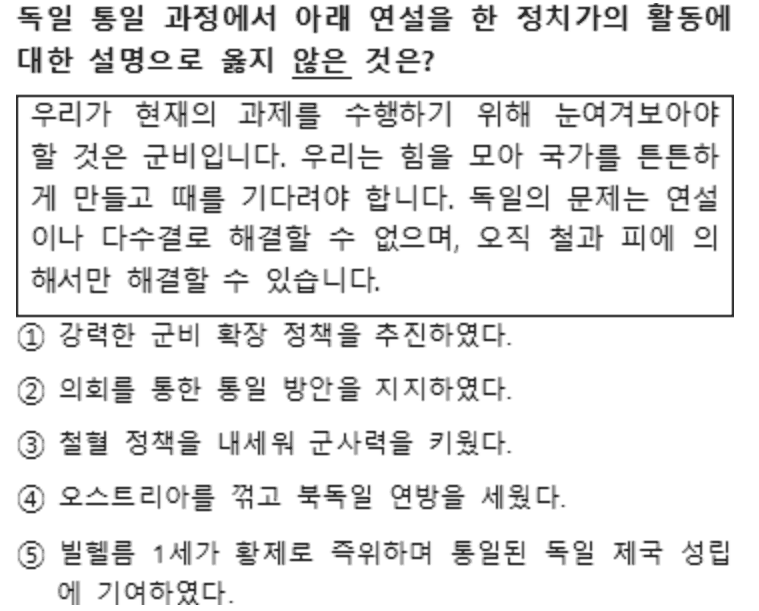 독일 통일 과정에서 아래 연설을 한 정치가의 활동에
대한 설명으로 옳지 않은 것은?
우리가 현재의 과제를 수행하기 위해 눈여겨보아야
할 것은 군비입니다. 우리는 힘을 모아 국가를 튼튼하
게 만들고 때를 기다려야 합니다. 독일의 문제는 연설
이나 다수결로 해결할 수 없으며, 오직 철과 피에 의
해서만 해결할 수 있습니다.
① 강력한 군비 확장 정책을 추진하였다.
② 의회를 통한 통일 방안을 지지하였다.
③ 철혈 정책을 내세워 군사력을 키웠다.
④ 오스트리아를 꺾고 북독일 연방을 세웠다.
⑤ 빌헬름 1세가 황제로 즉위하며 통일된 독일 제국 성립
에 기여하였다.